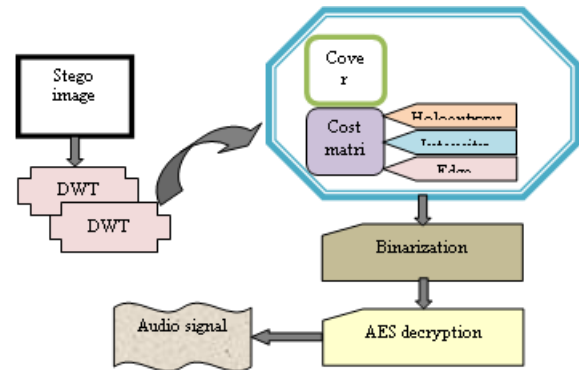 Stego
image
DWT
DWT
Cove
r
Cost
matri
Binarization
AES decryption
Audio signal